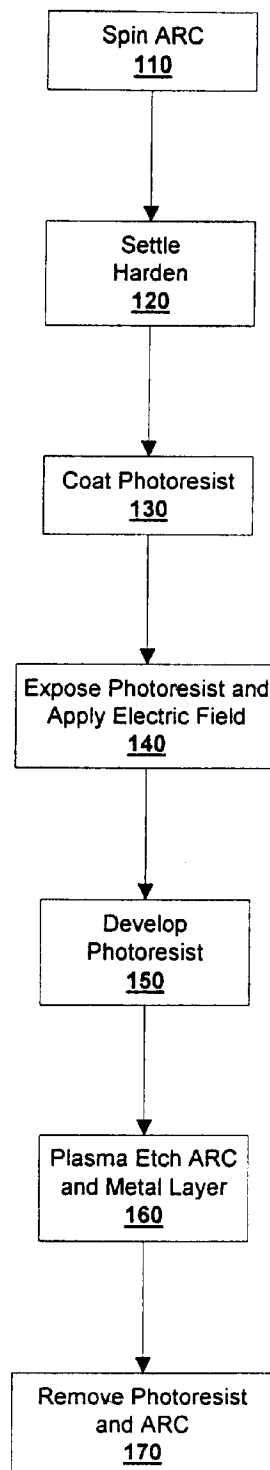 Spin ARC
110
Settle
Harden
120
Coat Photoresist
130
Expose Photoresist and
Apply Electric Field
140
Develop
Photoresist
150
Plasma Etch ARC
and Metal Layer
160
Remove Photoresist
and ARC
170